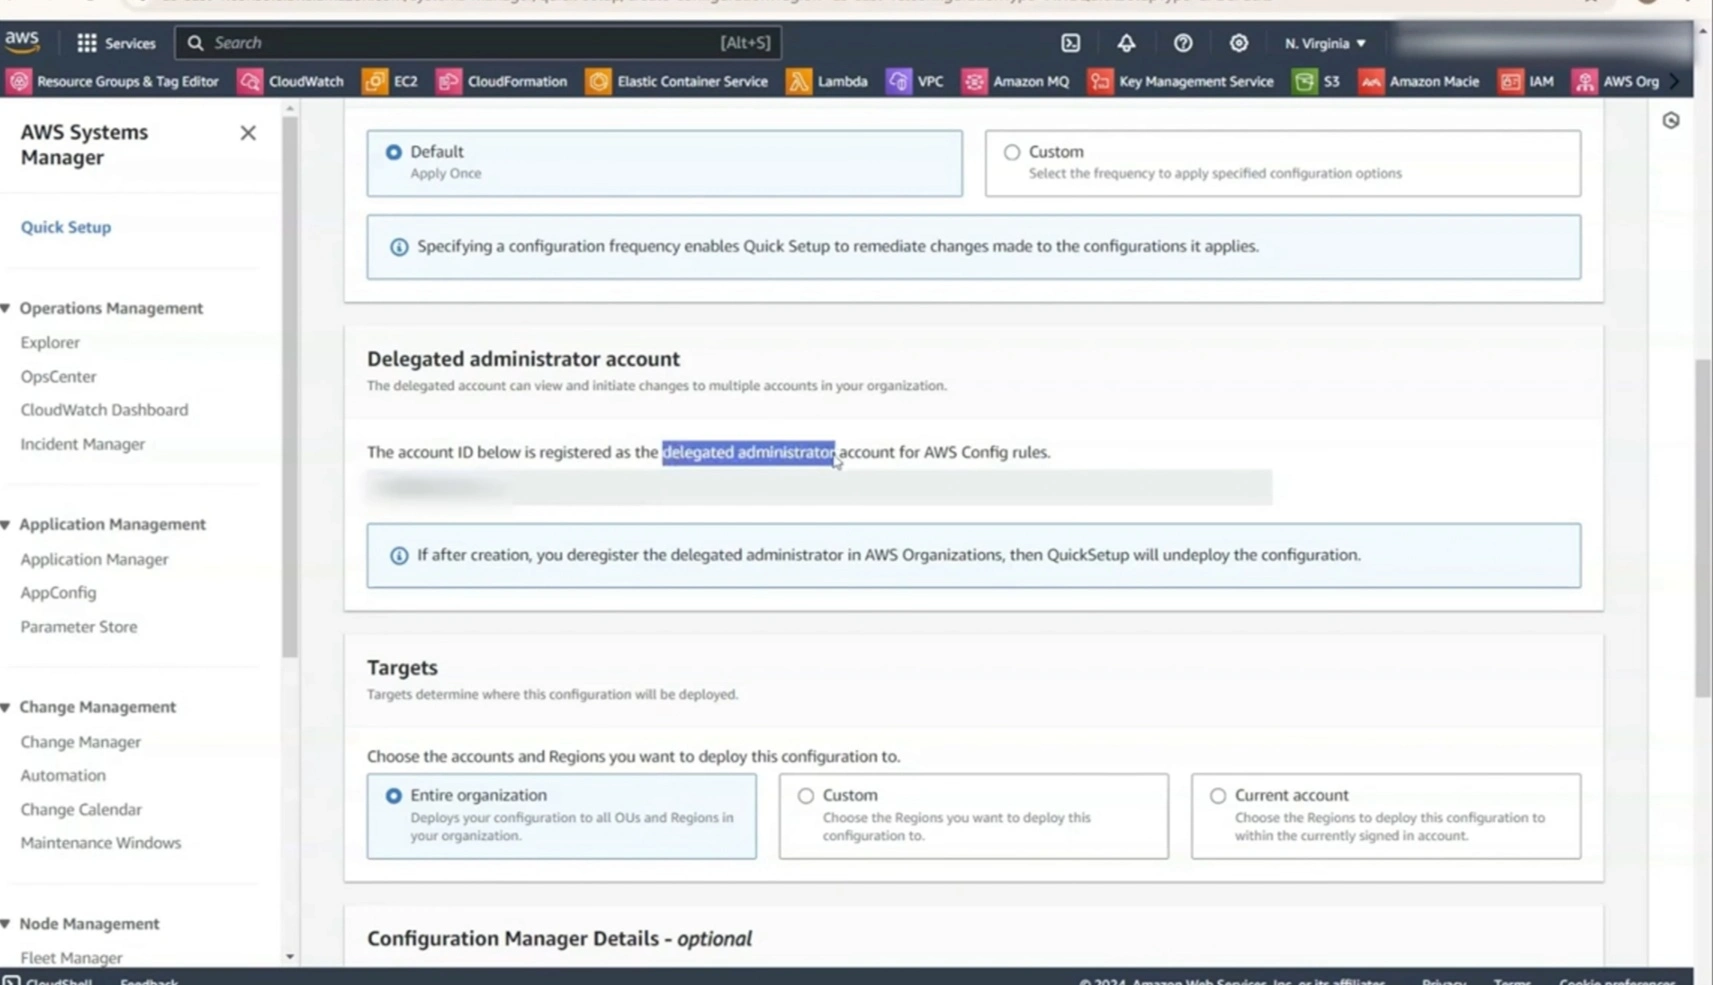 aws
Services
Search
[Alt+S]
N. Virginia
Resource Groups & Tag Editor
CloudWatch
EC2
CloudFormation
Elastic Container Service
Lambda
VPC
Amazon MQ
Key Management Service
S3
Amazon Macie
IAM
AWS Org
AWS Systems
Manager
Quick Setup
Operations Management
Explorer
OpsCenter
CloudWatch Dashboard
Incident Manager
Application Management
Application Manager
AppConfig
Parameter Store
Change Management
Change Manager
Automation
Change Calendar
Maintenance Windows
Node Management
Fleet Manager
Default
Apply Once
Custom
Select the frequency to apply specified configuration options
Specifying a configuration frequency enables Quick Setup to remediate changes made to the configurations it applies.
Delegated administrator account
The delegated account can view and initiate changes to multiple accounts in your organization.
The account ID below is registered as the delegated administrator account for AWS Config rules.
If after creation, you deregister the delegated administrator in AWS Organizations, then QuickSetup will undeploy the configuration.
Targets
Targets determine where this configuration will be deployed.
Choose the accounts and Regions you want to deploy this configuration to.
Entire organization
Deploys your configuration to all OUs and Regions in
your organization.
Custom
Choose the Regions you want to deploy this
configuration to.
Current account
Choose the Regions to deploy this configuration to
within the currently signed in account.
Configuration Manager Details - optional
CloudShell
Feedback
© 2024, Amazon Web Services, Inc. or its affiliates.
Privacy
Terms
Cookie preferences